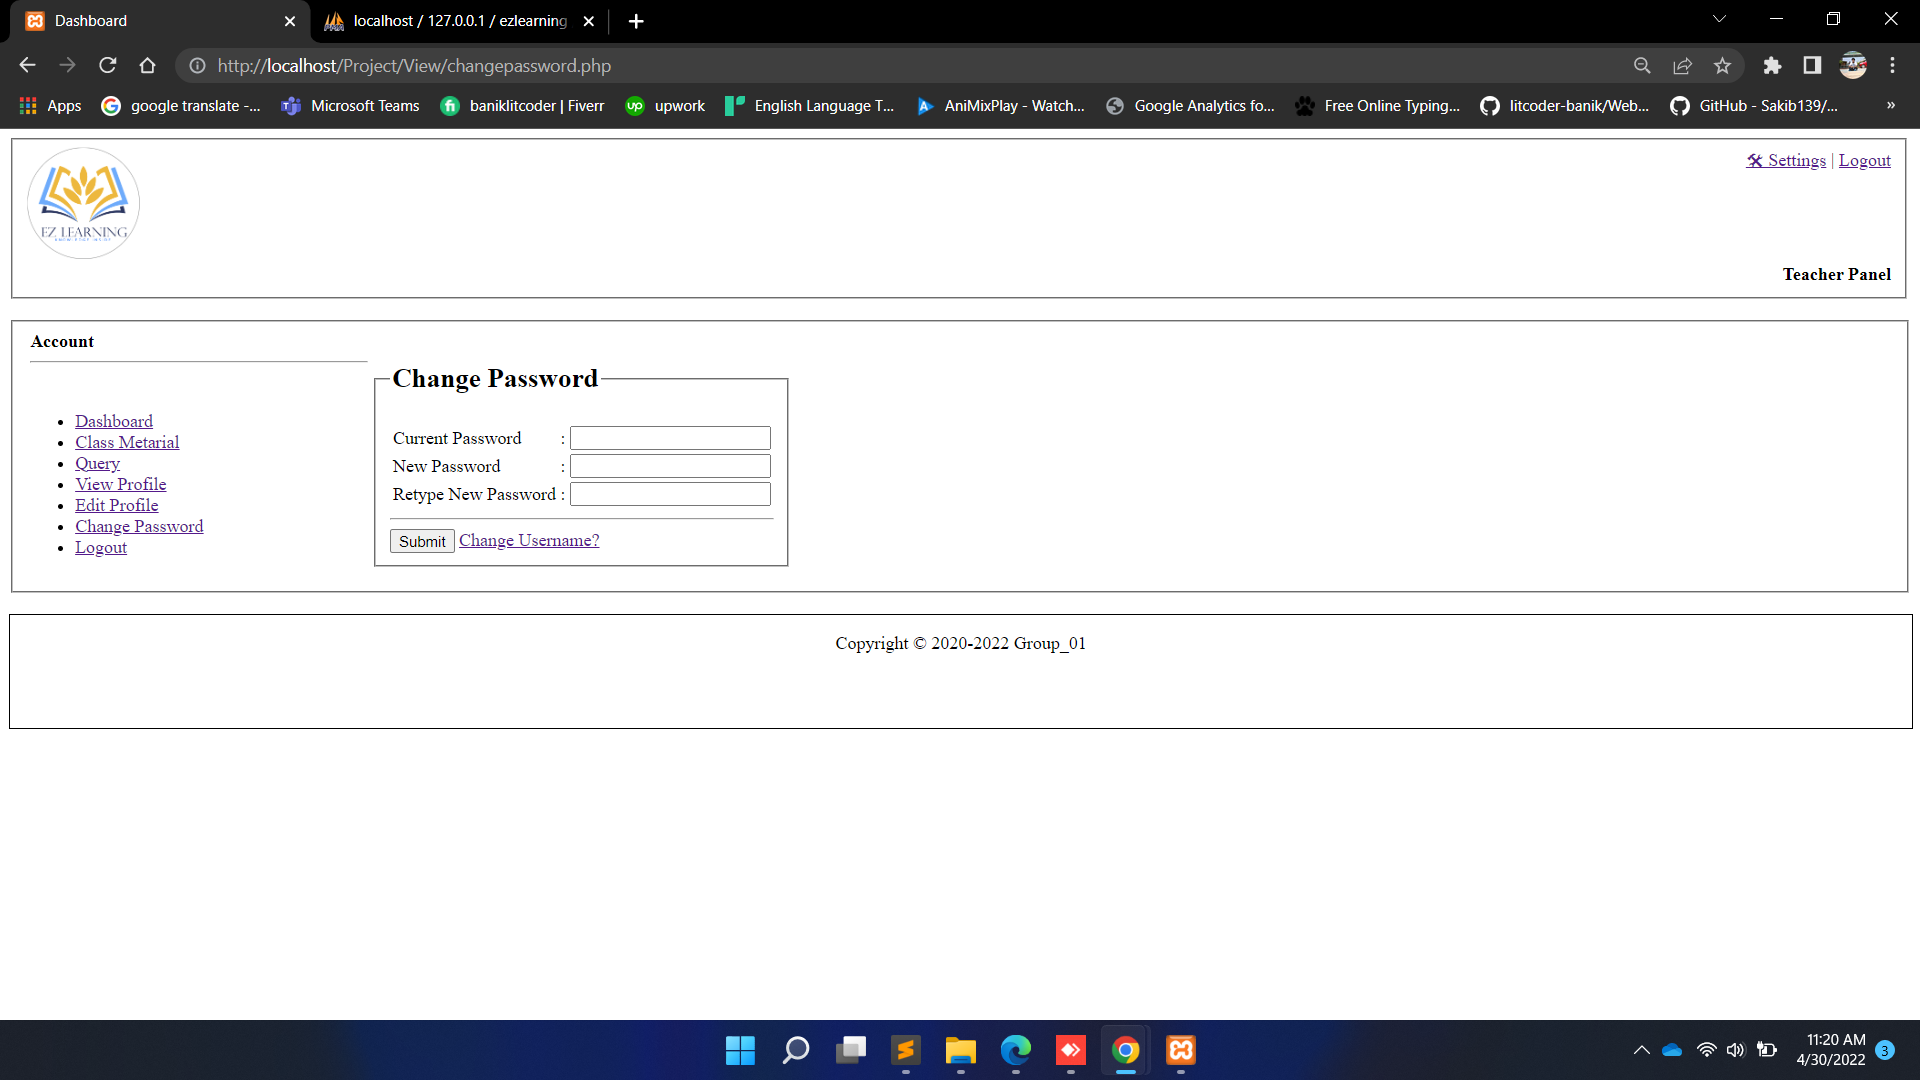 Dashboard
localhost / 127.0.0.1 / ezlearning
http://localhost/Project/View/changepassword.php
Apps
google translate -...
Microsoft Teams
baniklitcoder | Fiverr
up
upwork
English Language T...
AniMixPlay - Watch...
Google Analytics fo...
Free Online Typing...
litcoder-banik/Web...
GitHub - Sakib139/...
»
EZ LEARNING
KNOWLEDGE INSIDE
🛠 Settings | Logout
Teacher Panel
Account
Dashboard
Class Metarial
Query
View Profile
Edit Profile
Change Password
Logout
Change Password
Current Password :
New Password :
Retype New Password :
Submit Change Username?
Copyright © 2020-2022 Group_01
11:20 AM
4/30/2022
3